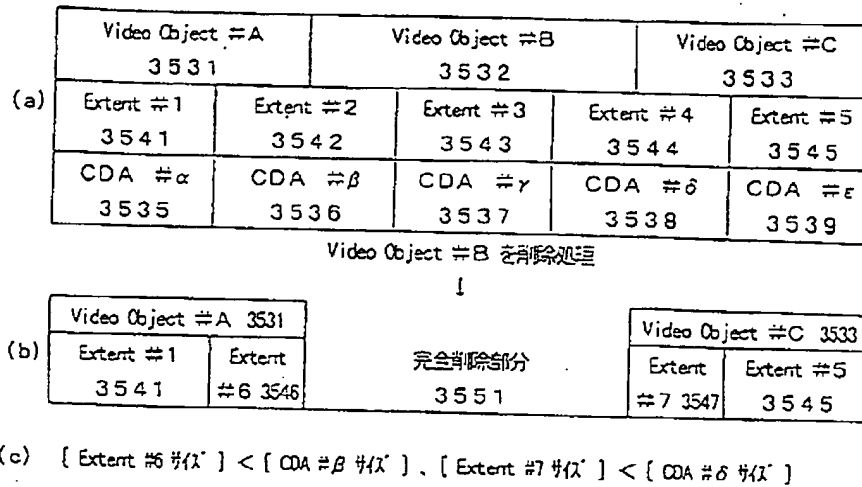 Video Object #A Video Object #B Video Object #C
3531 3532 3533
(a)
Extent #1 Extent #2 Extent #3 Extent #4 Extent #5
3541 3542 3543 3544 3545
CDA #α CDA #β CDA #γ CDA #δ CDA #ε
3535 3536 3537 3538 3539
Video Object #B を削除処理
↓
Video Object #A 3531 Video Object #C 3533
(b)
Extent #1 Extent 完全削除部分 Extent Extent #5
3541 #6 3546 3551 #7 3547 3545
(c) [ Extent #6 サイズ ] < [ CDA #β サイズ ] 、 [ Extent #7 サイズ ] < [ CDA #δ サイズ ]